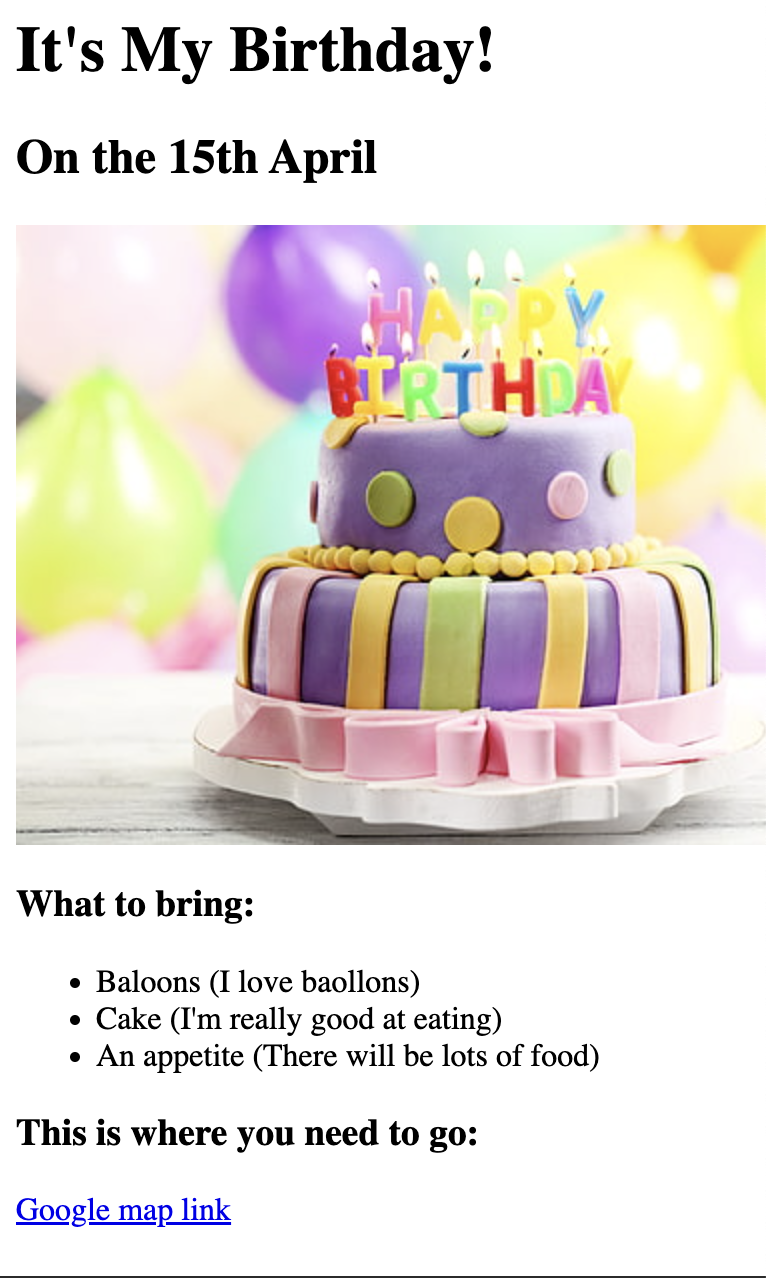 It's My Birthday!
On the 15th April
HAPPY
BIRTHDAY
What to bring:
Baloons (I love baollons)
Cake (I'm really good at eating)
An appetite (There will be lots of food)
This is where you need to go:
Google map link